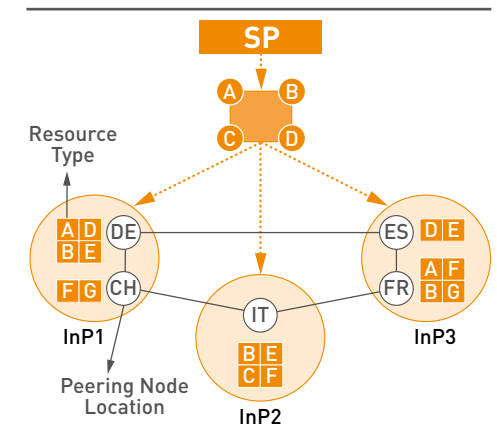 SP
A B
C D
Resource
Type
A D DE
B E
F G CH
InP1
IT
B E
C F
InP2
ES D E
A F
FR B G
InP3
Peering Node
Location